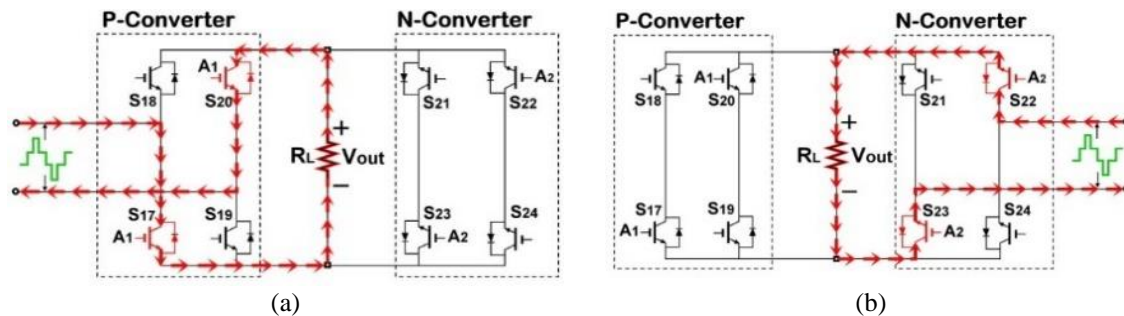 P-Converter
N-Converter
A1
S18
S20
S21
S22
A2
+
RL
Vout
−
S17
S19
S23
S24
A1
A2
(a)
P-Converter
N-Converter
A1
S18
S20
S21
S22
A2
+
RL
Vout
−
S17
S19
S23
S24
A1
A2
(b)